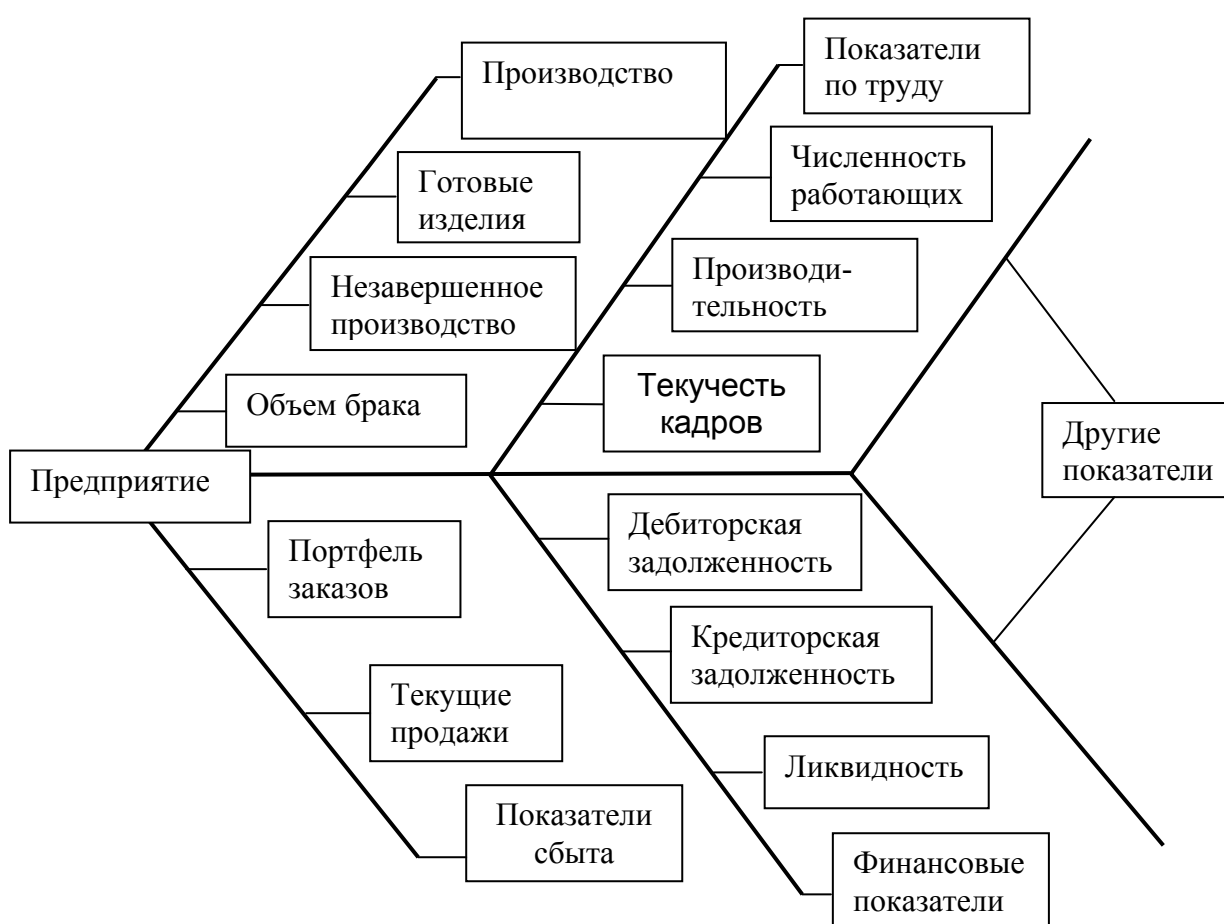 Производство
Готовые
изделия
Незавершенное
производство
Объем брака
Показатели
по труду
Численность
работающих
Производи-
тельность
Текучесть
кадров
Предприятие
Другие
показатели
Портфель
заказов
Текущие
продажи
Показатели
сбыта
Дебиторская
задолженность
Кредиторская
задолженность
Ликвидность
Финансовые
показатели